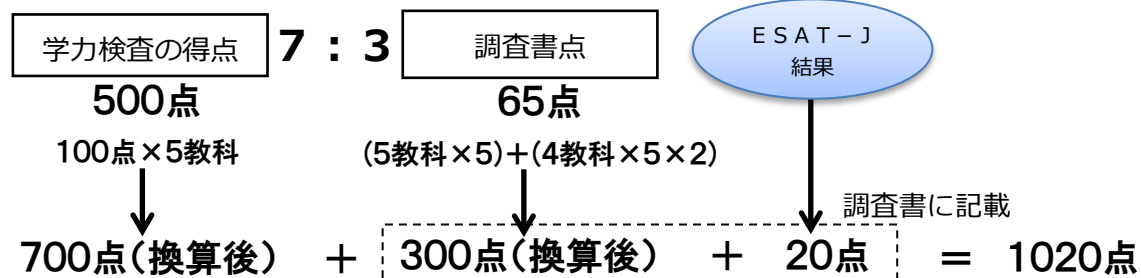 学力検査の得点 7 : 3 調査書点
ESAT－J
結果
500点
65点
100点×5教科
(5教科×5)＋(4教科×5×2)
調査書に記載
700点(換算後) ＋ 300点(換算後) ＋ 20点 ＝ 1020点